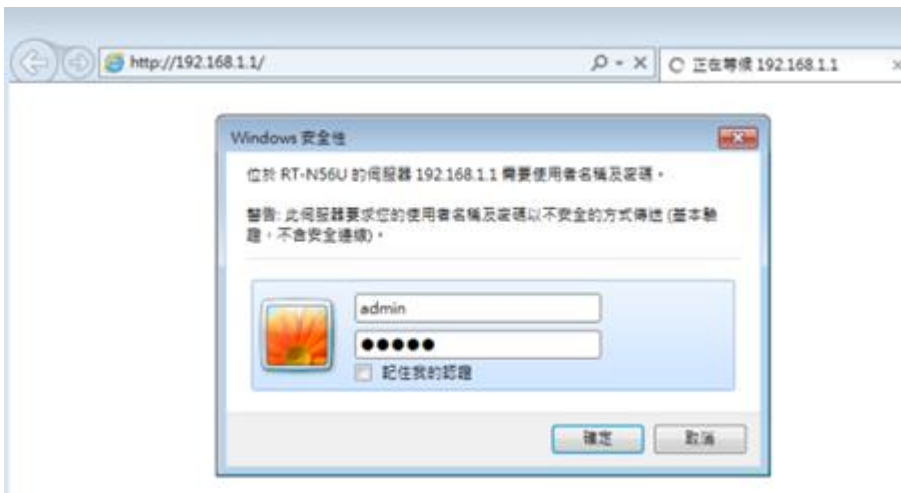 http://192.168.1.1/
正在等候 192.168.1.1
Windows 安全性
位於 RT-N56U 的伺服器 192.168.1.1 需要使用者名稱及密碼。
警告: 此伺服器要求您的使用者名稱及密碼以不安全的方式傳送 (基本驗
證,不含安全連線)。
admin
●●●●●
記住我的認證
確定
取消